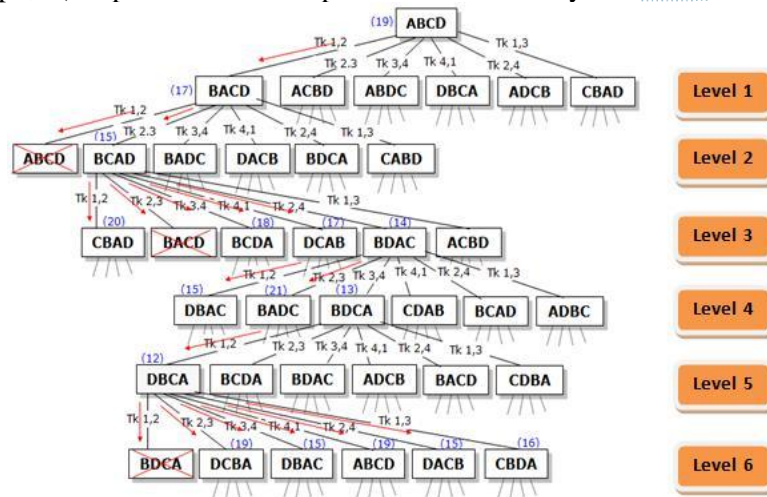 (19) ABCD
Tk 1,2 Tk 2.3 Tk 3,4 Tk 4,1 Tk 2,4 Tk 1,3
(17) BACD ACBD ABDC DBCA ADCB CBAD Level 1
Tk 1,2 (15) Tk 2.3 Tk 3,4 Tk 4,1 Tk 2,4 Tk 1,3
ABCD BCAD BADC DACB BDCA CABD Level 2
Tk 1,2 Tk 2,3 Tk 3,4 Tk 4,1 Tk 2,4 Tk 1,3
(20) (18) (17) (14)
CBAD BACD BCDA DCAB BDAC ACBD Level 3
Tk 1,2 Tk 2,3 Tk 3,4 Tk 4,1 Tk 2,4 Tk 1,3
(15) (21) (13)
DBAC BADC BDCA CDAB BCAD ADBC Level 4
Tk 1,2 Tk 2,3 Tk 3,4 Tk 4,1 Tk 2,4 Tk 1,3
(12)
DBCA BCDA BDAC ADCB BACD CDBA Level 5
Tk 1,2 Tk 2,3 Tk 3,4 Tk 4,1 Tk 2,4 Tk 1,3
(19) (15) (19) (15) (16)
BDCA DCBA DBAC ABCD DACB CBDA Level 6